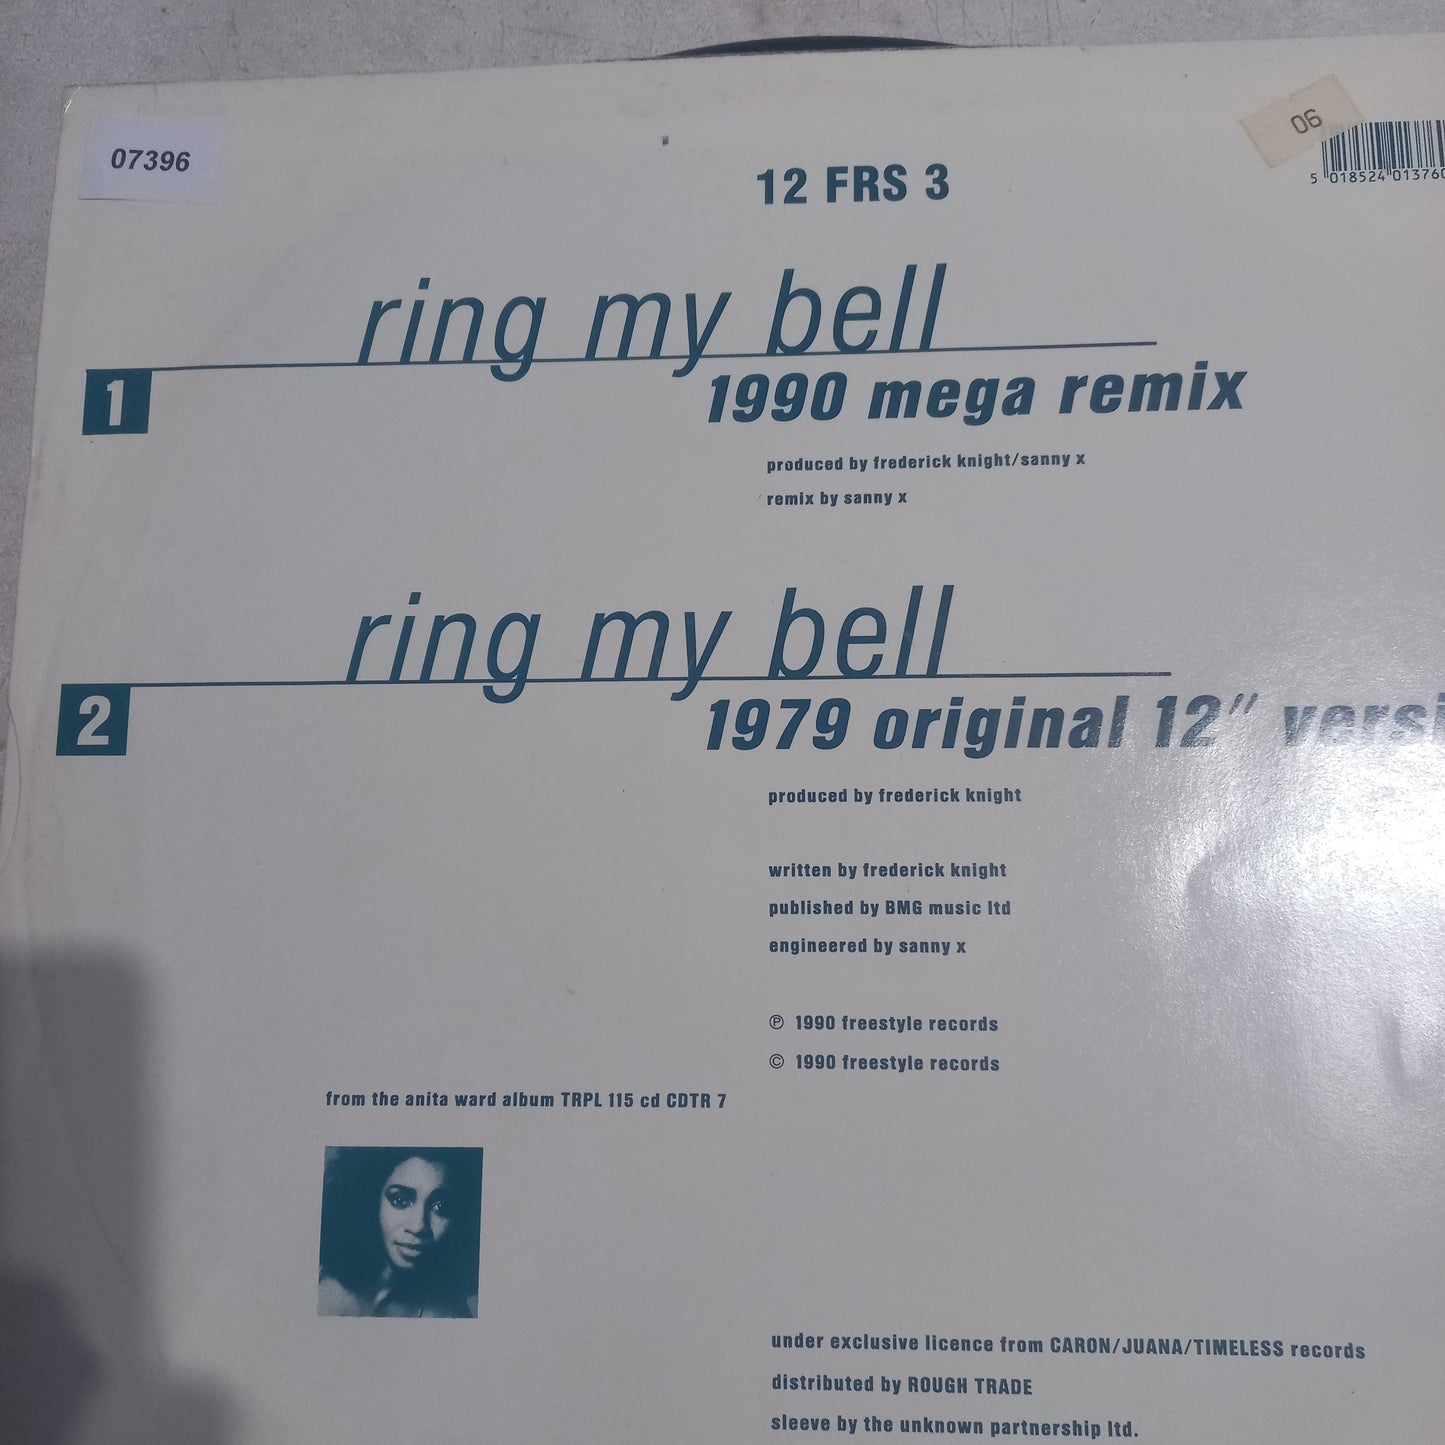 07396
12 FRS 3
06
5 018524 01376
ring my bell
1
1990 mega remix
produced by frederick knight/sanny x
remix by sanny x
ring my bell
2
1979 original 12"
produced by frederick knight
written by frederick knight
published by BMG music ltd
engineered by sanny x
℗ 1990 freestyle records
© 1990 freestyle records
from the anita ward album TRPL 115 cd CDTR 7
under exclusive licence from CARON/JUANA/TIMELESS records
distributed by ROUGH TRADE
sleeve by the unknown partnership ltd.